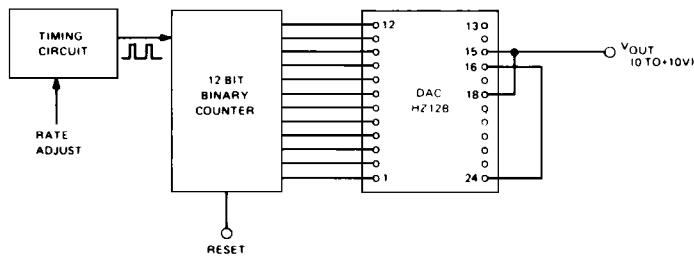 TIMING
CIRCUIT
RATE
ADJUST
12 BIT
BINARY
COUNTER
RESET
12
1
DAC
HZ12B
13
15
16
18
24
VOUT
(0 TO +10V)